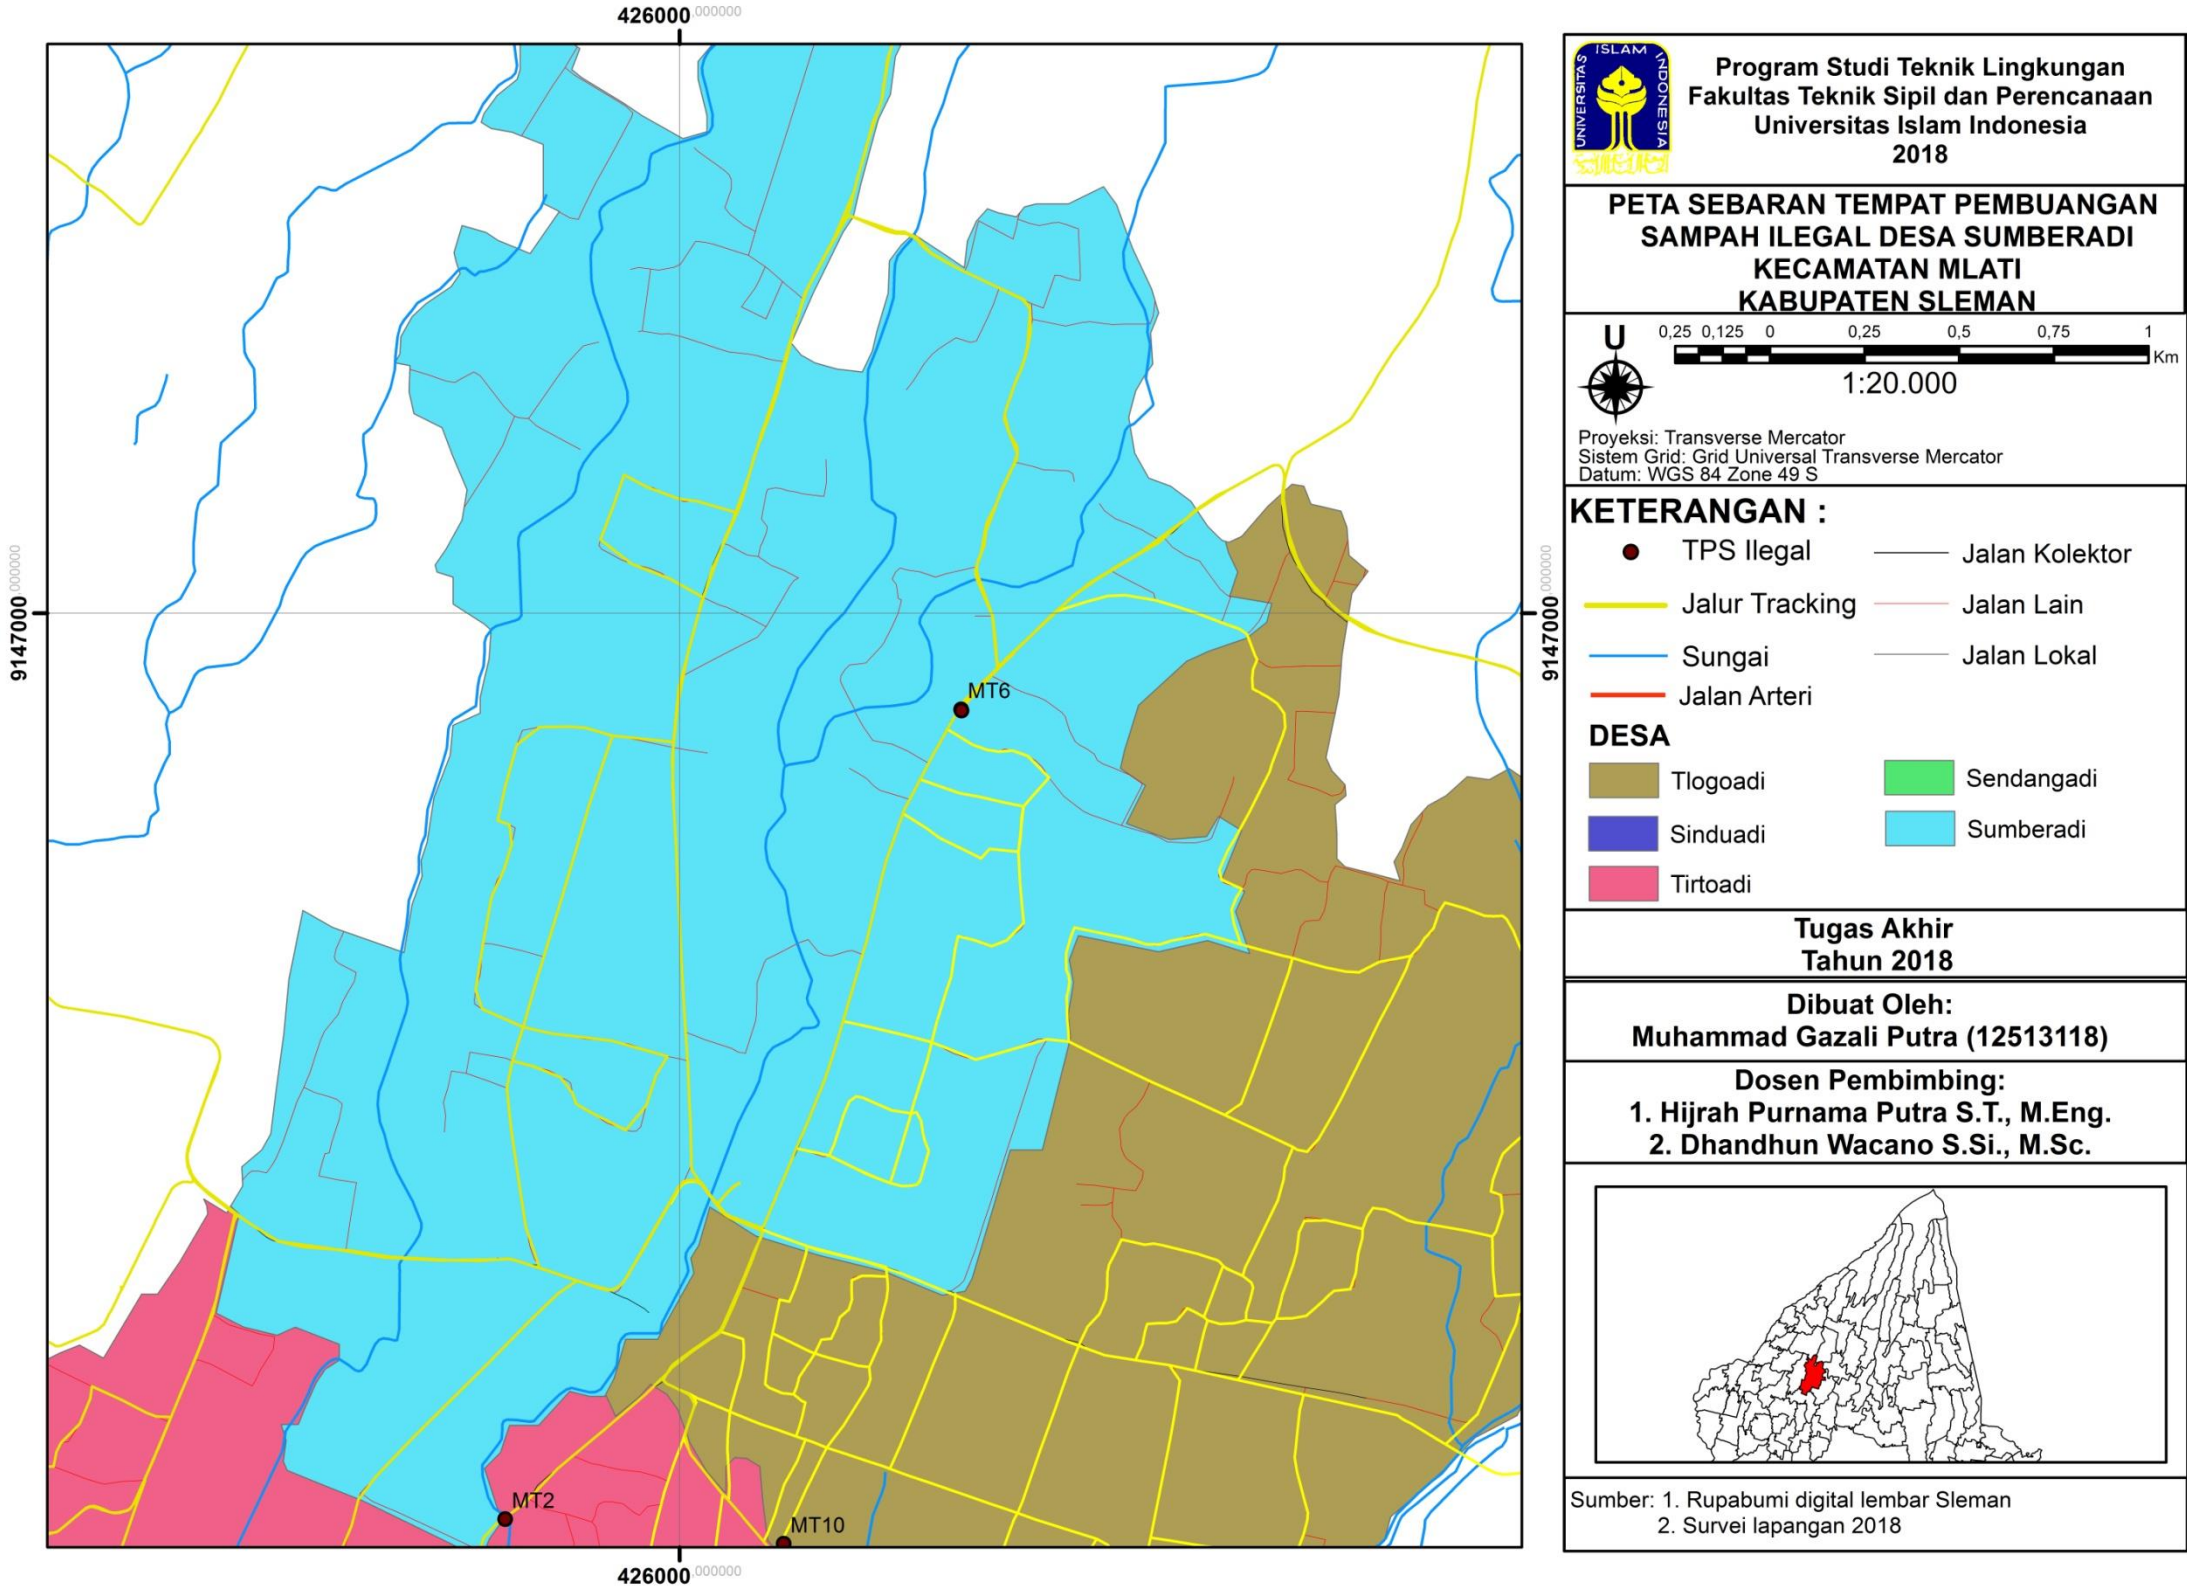 426000.000000
9147000.000000
9147000.000000
MT6
MT2
MT10
426000.000000
UNIVERSITAS ISLAM INDONESIA
Program Studi Teknik Lingkungan
Fakultas Teknik Sipil dan Perencanaan
Universitas Islam Indonesia
2018
PETA SEBARAN TEMPAT PEMBUANGAN
SAMPAH ILEGAL DESA SUMBERADI
KECAMATAN MLATI
KABUPATEN SLEMAN
U
0,25 0,125 0 0,25 0,5 0,75 1
Km
1:20.000
Proyeksi: Transverse Mercator
Sistem Grid: Grid Universal Transverse Mercator
Datum: WGS 84 Zone 49 S
KETERANGAN :
TPS Ilegal
Jalan Kolektor
Jalur Tracking
Jalan Lain
Sungai
Jalan Lokal
Jalan Arteri
DESA
Tlogoadi
Sendangadi
Sinduadi
Sumberadi
Tirtoadi
Tugas Akhir
Tahun 2018
Dibuat Oleh:
Muhammad Gazali Putra (12513118)
Dosen Pembimbing:
1. Hijrah Purnama Putra S.T., M.Eng.
2. Dhandhun Wacano S.Si., M.Sc.
Sumber: 1. Rupabumi digital lembar Sleman
2. Survei lapangan 2018